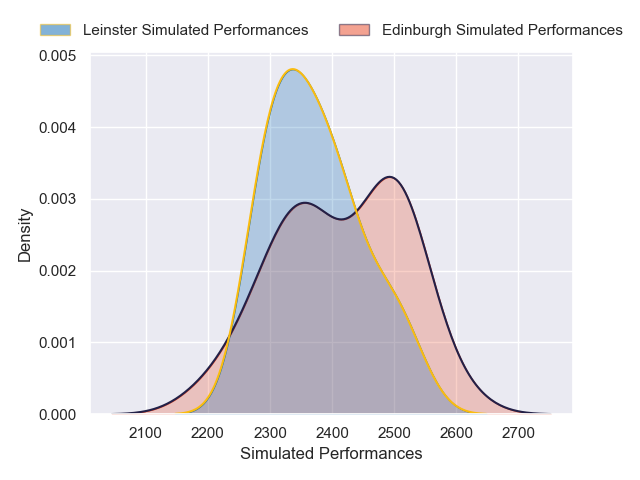 Leinster Simulated Performances Edinburgh Simulated Performances
0.005
0.004
0.003
0.002
0.001
0.000
Density
2100 2200 2300 2400 2500 2600 2700
Simulated Performances